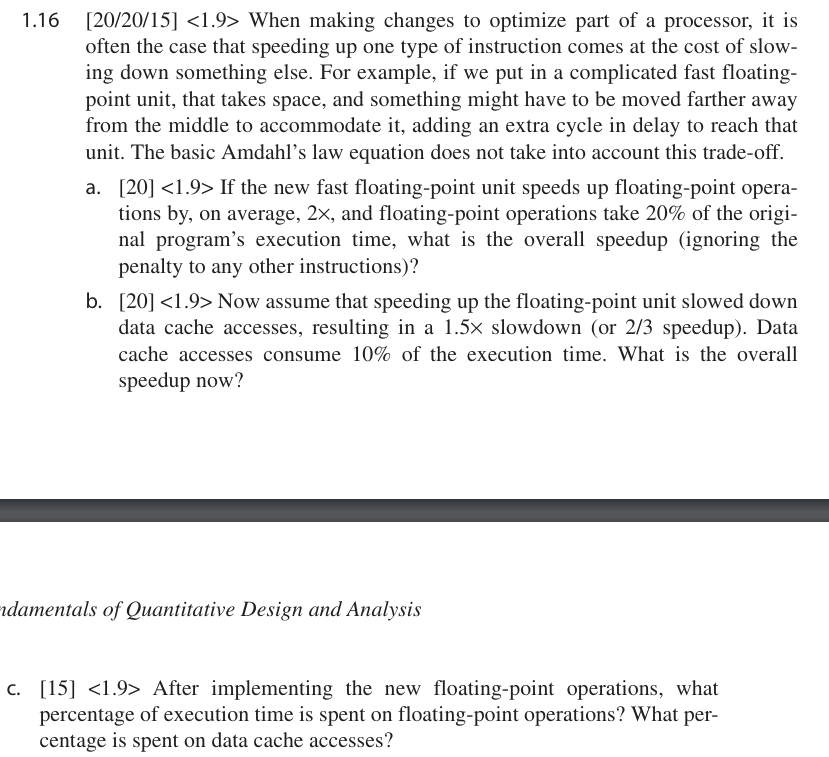 1.16 [20/20/15] <1.9> When making changes to optimize part of a processor, it is
often the case that speeding up one type of instruction comes at the cost of slow-
ing down something else. For example, if we put in a complicated fast floating-
point unit, that takes space, and something might have to be moved farther away
from the middle to accommodate it, adding an extra cycle in delay to reach that
unit. The basic Amdahl's law equation does not take into account this trade-off.
a. [20] <1.9> If the new fast floating-point unit speeds up floating-point opera-
tions by, on average, 2×, and floating-point operations take 20% of the origi-
nal program's execution time, what is the overall speedup (ignoring the
penalty to any other instructions)?
b. [20] <1.9> Now assume that speeding up the floating-point unit slowed down
data cache accesses, resulting in a 1.5× slowdown (or 2/3 speedup). Data
cache accesses consume 10% of the execution time. What is the overall
speedup now?
ndamentals of Quantitative Design and Analysis
c. [15] <1.9> After implementing the new floating-point operations, what
percentage of execution time is spent on floating-point operations? What per-
centage is spent on data cache accesses?